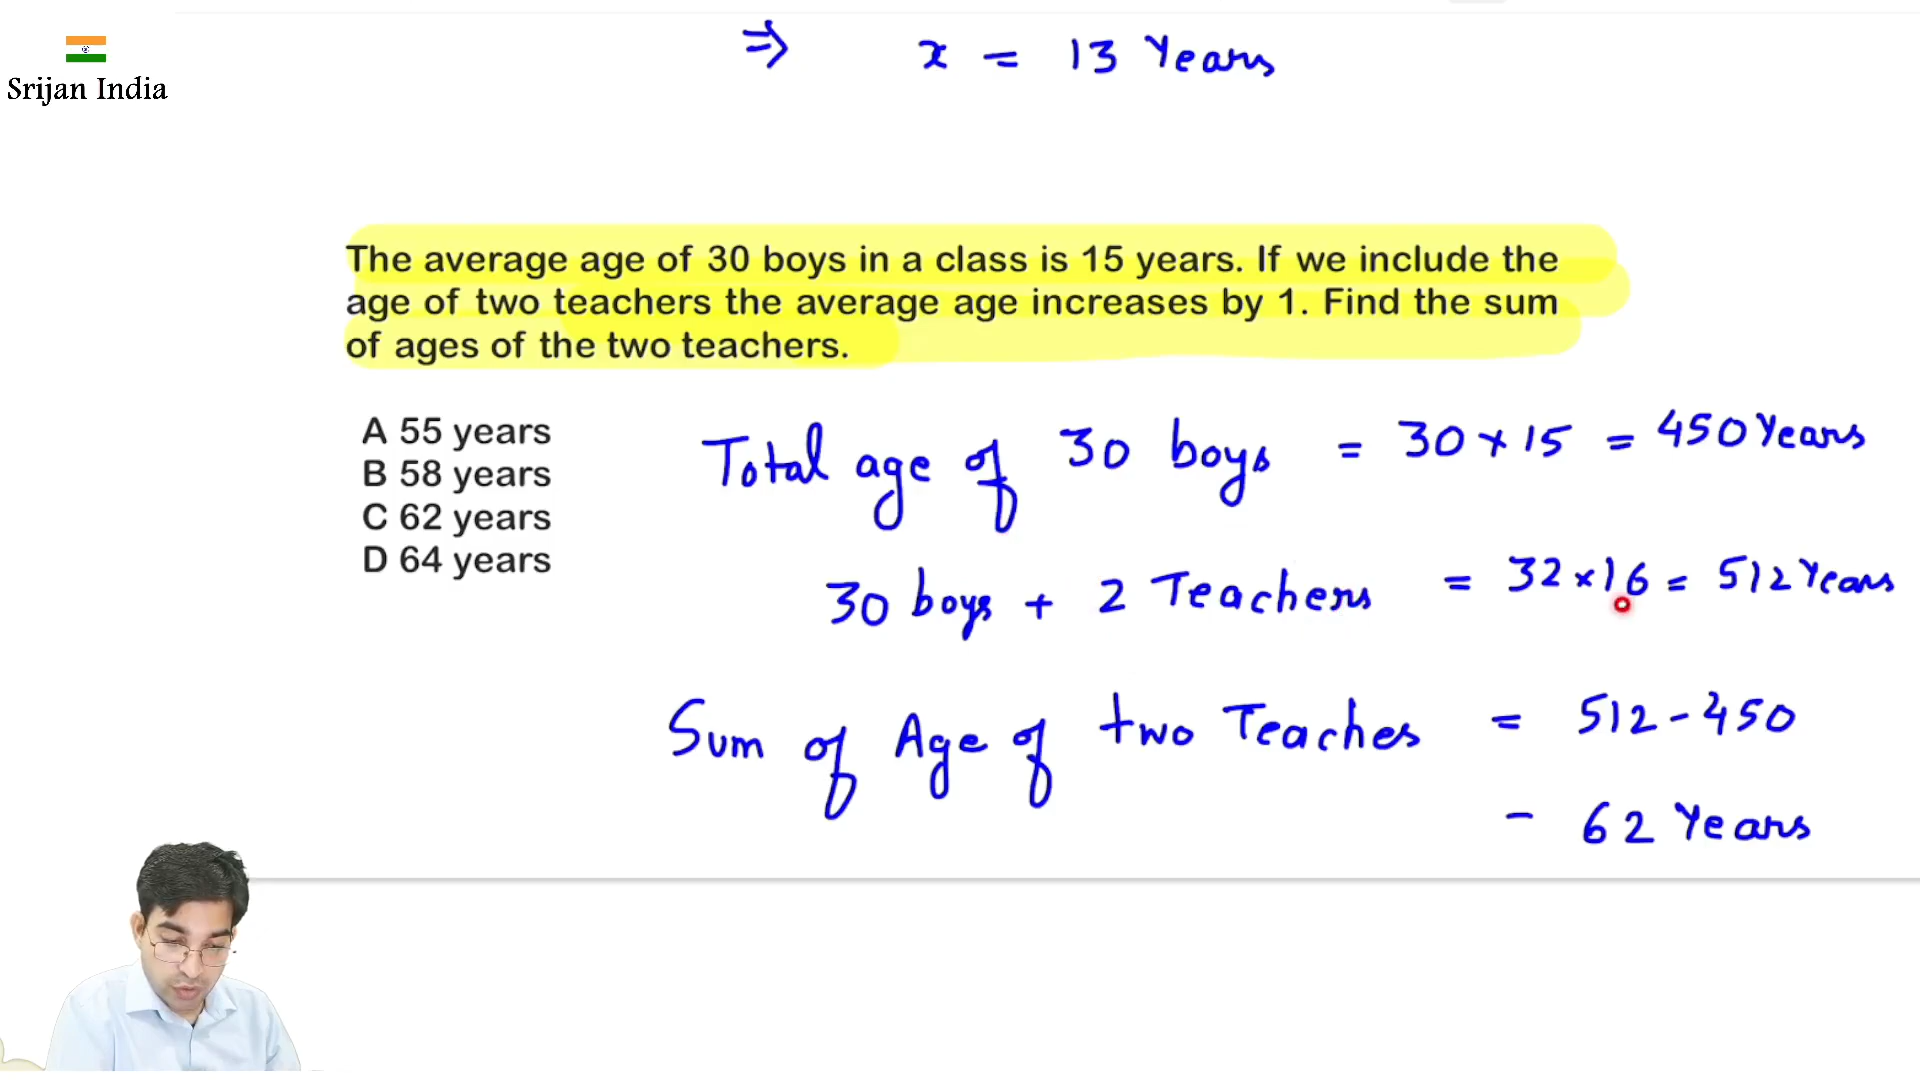 ⇒ x = 13 Years
Srijan India
The average age of 30 boys in a class is 15 years. If we include the
age of two teachers the average age increases by 1. Find the sum
of ages of the two teachers.
A 55 years
B 58 years
C 62 years
D 64 years
Total age of 30 boys = 30 × 15 = 450 Years
30 boys + 2 Teachers = 32 × 16 = 512 Years
Sum of Age of two Teaches = 512 - 450
- 62 Years